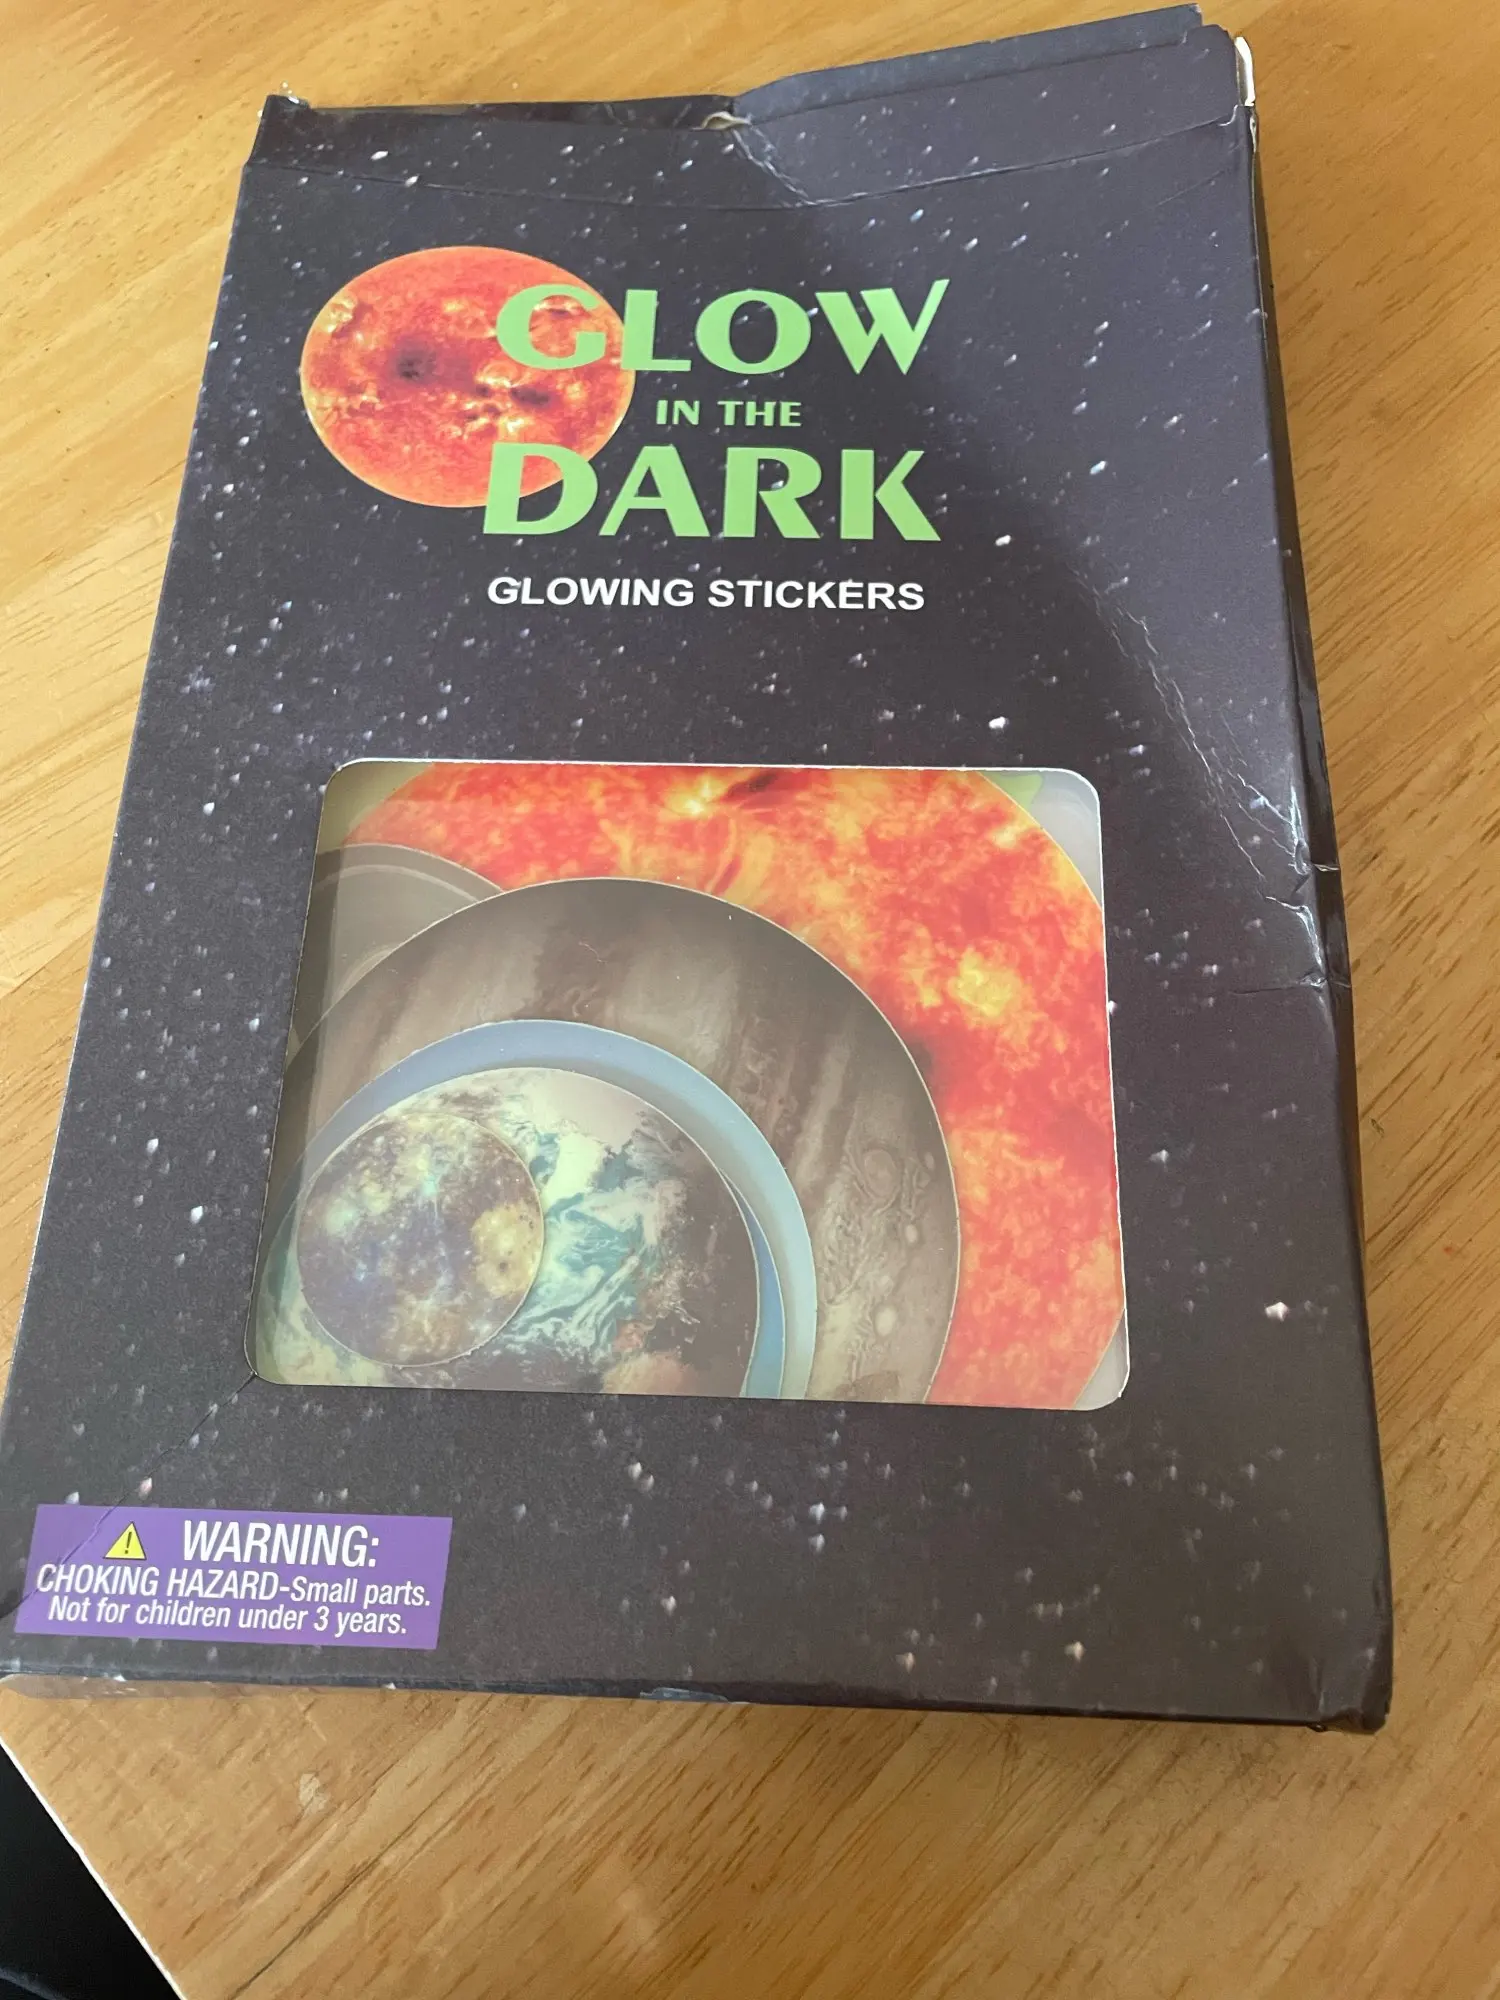 GLOW
IN THE
DARK
GLOWING STICKERS
WARNING:
CHOKING HAZARD-Small parts.
Not for children under 3 years.